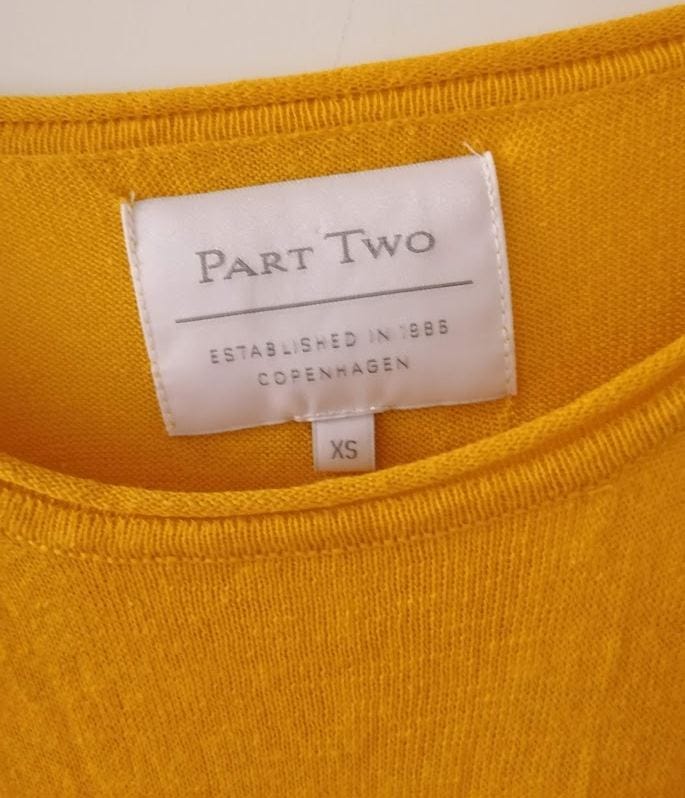 PART TWO
ESTABLISHED IN 1986
COPENHAGEN
XS